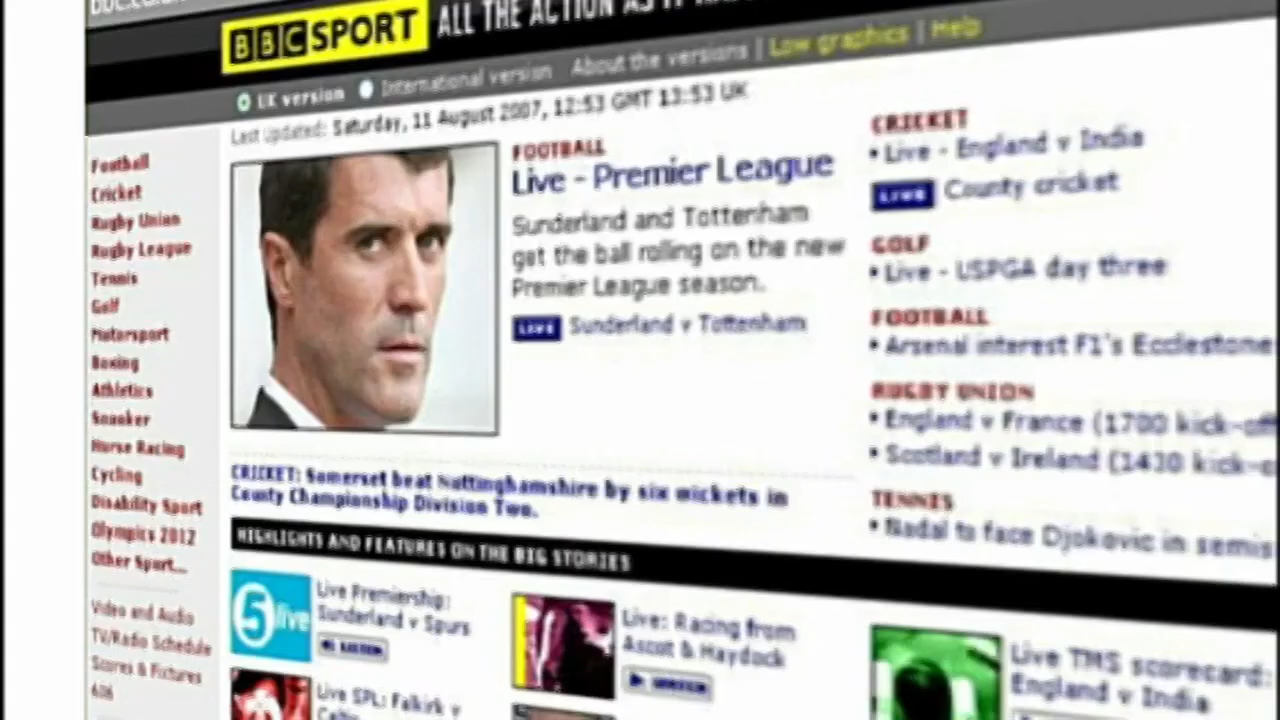 BBC SPORT
ALL THE ACTION AS IT
UK version International version About the versions | Low graphics | Help
Last Updated: Saturday, 11 August 2007, 12:53 GMT 13:53 UK
Football
Cricket
Rugby Union
Rugby League
Tennis
Golf
Motorsport
Boxing
Athletics
Snooker
Horse Racing
Cycling
Disability Sport
Olympics 2012
Other Sport...
Video and Audio
TV/Radio Schedule
Scores & Fixtures
606
FOOTBALL
Live - Premier League
Sunderland and Tottenham
get the ball rolling on the new
Premier League season.
LIVE Sunderland v Tottenham
CRICKET: Somerset beat Nottinghamshire by six wickets in
County Championship Division Two.
HIGHLIGHTS AND FEATURES ON THE BIG STORIES
5 live
Live Premiership:
Sunderland v Spurs
LISTEN
Live SPL: Falkirk v
Live: Racing from
Ascot & Haydock
WATCH
Live TMS scorecard:
England v India
CRICKET
• Live - England v India
LIVE County cricket
GOLF
• Live - USPGA day three
FOOTBALL
• Arsenal interest F1's Ecclestone
RUGBY UNION
• England v France (1700 kick-off
• Scotland v Ireland (1430 kick-o
TENNIS
• Nadal to face Djokovic in semis